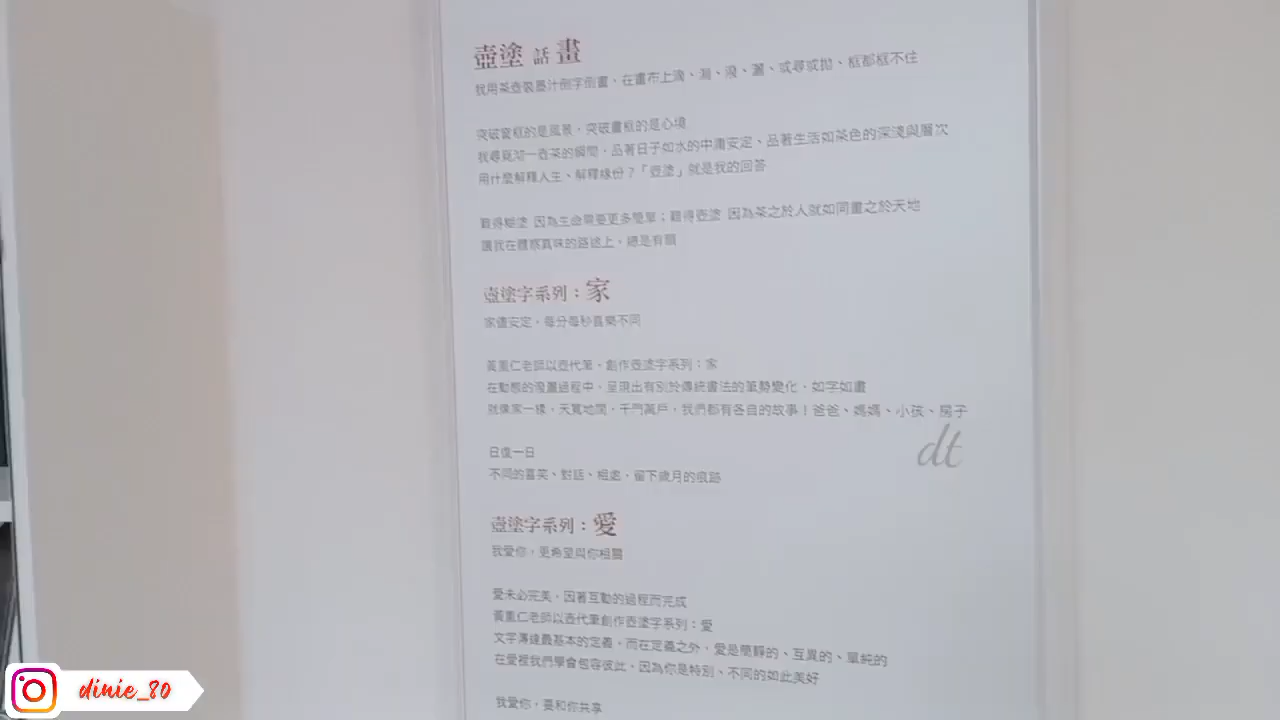 壺塗 話 畫
我用茶壺裝墨汁倒字倒畫，在畫布上滴、淌、潑、灑、或尋或拋、框都框不住
突破窗框的是風景，突破畫框的是心境
我尋覓沏一壺茶的瞬間，品著日子如水的中庸安定、品著生活如茶色的深淺與層次
用什麼解釋人生、解釋緣份？「壺塗」就是我的回答
難得糊塗 因為生命需要更多簡單；難得壺塗 因為茶之於人就如同畫之於天地
讓我在體察真味的路途上，總是有關
壺塗字系列：家
家僅安定，每分每秒喜樂不同
黃重仁老師以壺代筆，創作壺塗字系列：家
在動態的潑畫過程中，呈現出有別於傳統書法的筆勢變化，如字如畫
就像家一樣，天寬地闊，千門萬戶，我們都有各自的故事！爸爸、媽媽、小孩、房子
dt
日復一日
不同的喜笑、對話、相處，留下歲月的痕跡
壺塗字系列：愛
我愛你，更希望與你相關
愛未必完美，因著互動的過程而完成
黃重仁老師以壺代筆創作壺塗字系列：愛
文字傳達最基本的定義，而在定義之外，愛是簡靜的、互異的、單純的
在愛裡我們學會包容彼此，因為你是特別、不同的如此美好
我愛你，要和你共享
dinie_80